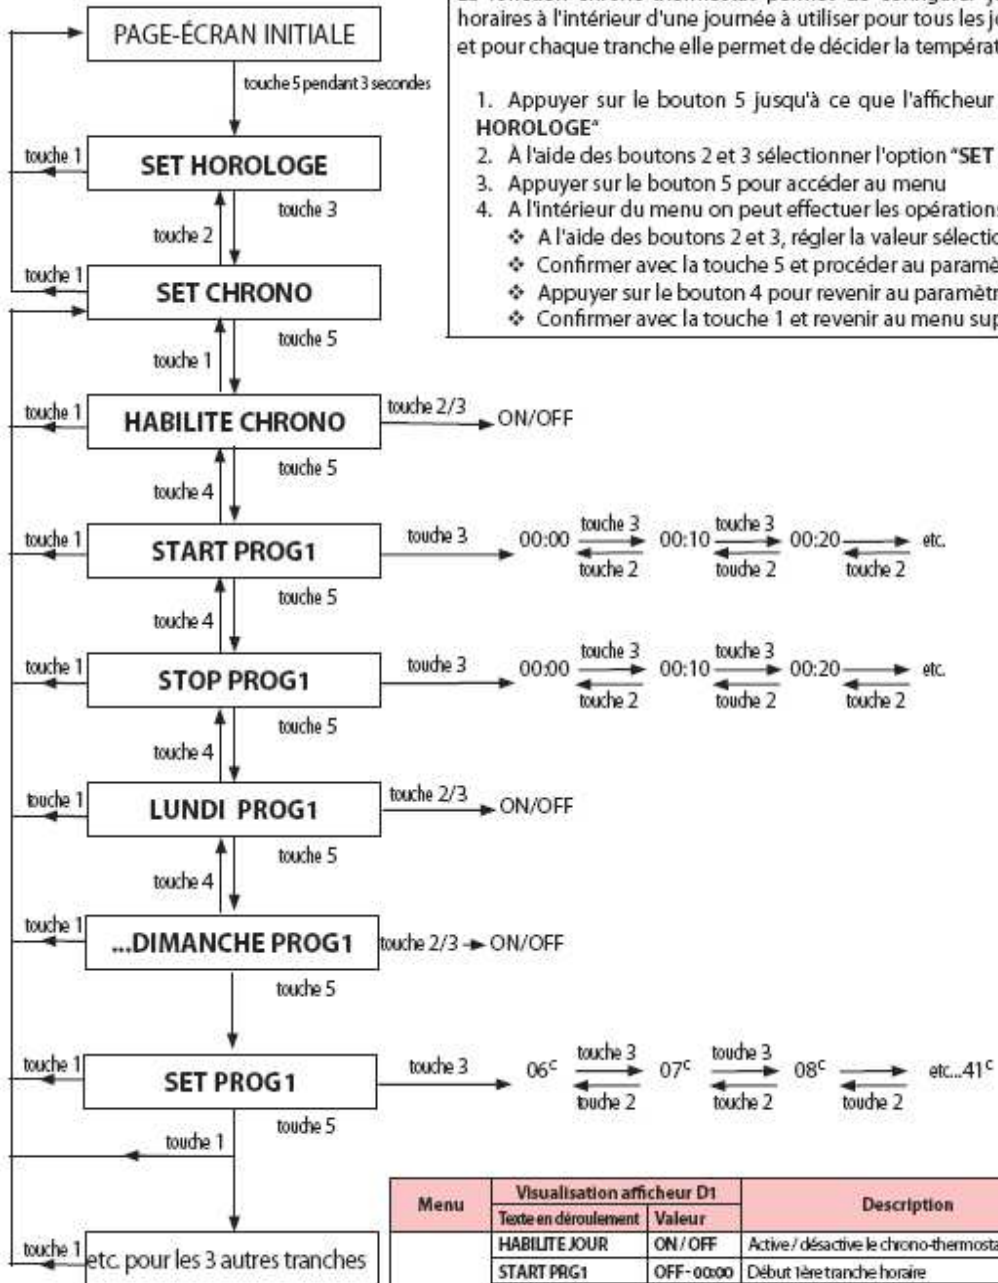 horaires à l'intérieur d'une journée à utiliser pour tous les
et pour chaque tranche elle permet de décider la
1. Appuyer sur le bouton 5 jusqu'à ce que l'afficheur
HOROLOGE"
2. À l'aide des boutons 2 et 3 sélectionner l'option "SET
3. Appuyer sur le bouton 5 pour accéder au menu
4. A l'intérieur du menu on peut effectuer les
❖ A l'aide des boutons 2 et 3, régler la valeur
❖ Confirmer avec la touche 5 et procéder au
❖ Appuyer sur le bouton 4 pour revenir au
❖ Confirmer avec la touche 1 et revenir au menu
PAGE-ÉCRAN INITIALE
touche 5 pendant 3 secondes
touche 1
SET HOROLOGE
touche 3
touche 2
touche 1
SET CHRONO
touche 5
touche 1
touche 1
HABILITE CHRONO
touche 2/3
ON/OFF
touche 5
touche 4
touche 1
START PROG1
touche 3
00:00 touche 3 00:10 touche 3 00:20 etc.
touche 2 touche 2 touche 2
touche 5
touche 4
touche 1
STOP PROG1
touche 3
00:00 touche 3 00:10 touche 3 00:20 etc.
touche 2 touche 2 touche 2
touche 5
touche 4
touche 1
LUNDI PROG1
touche 2/3
ON/OFF
touche 5
touche 4
touche 1
...DIMANCHE PROG1
touche 2/3
ON/OFF
touche 5
touche 1
SET PROG1
touche 3
06c touche 3 07c touche 3 08c etc...41c
touche 2 touche 2 touche 2
touche 5
touche 1
touche 1
etc. pour les 3 autres tranches
Menu Visualisation afficheur D1 Description
Texte en déroulement Valeur
HABILITE JOUR ON / OFF Active / désactive le
START PRG1 OFF-00:00 Début 1ère tranche horaire